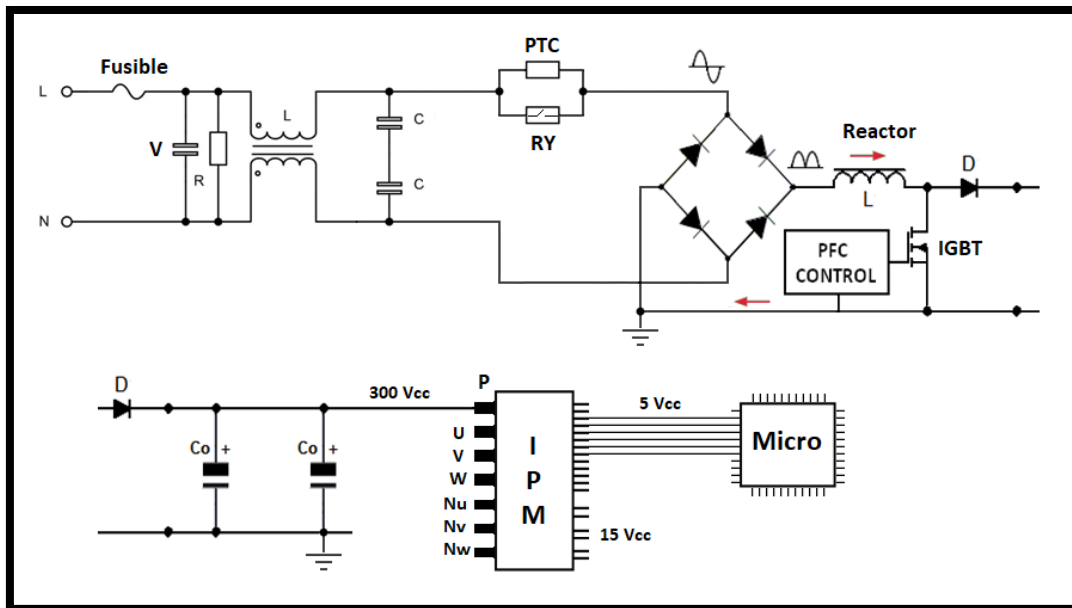 PTC
Fusible
L
L
C
V
R
RY
Reactor
D
C
L
N
PFC
CONTROL
IGBT
D
300 Vcc
P
5 Vcc
U
Co +
Co +
V
I
P
M
Micro
W
Nu
Nv
15 Vcc
Nw